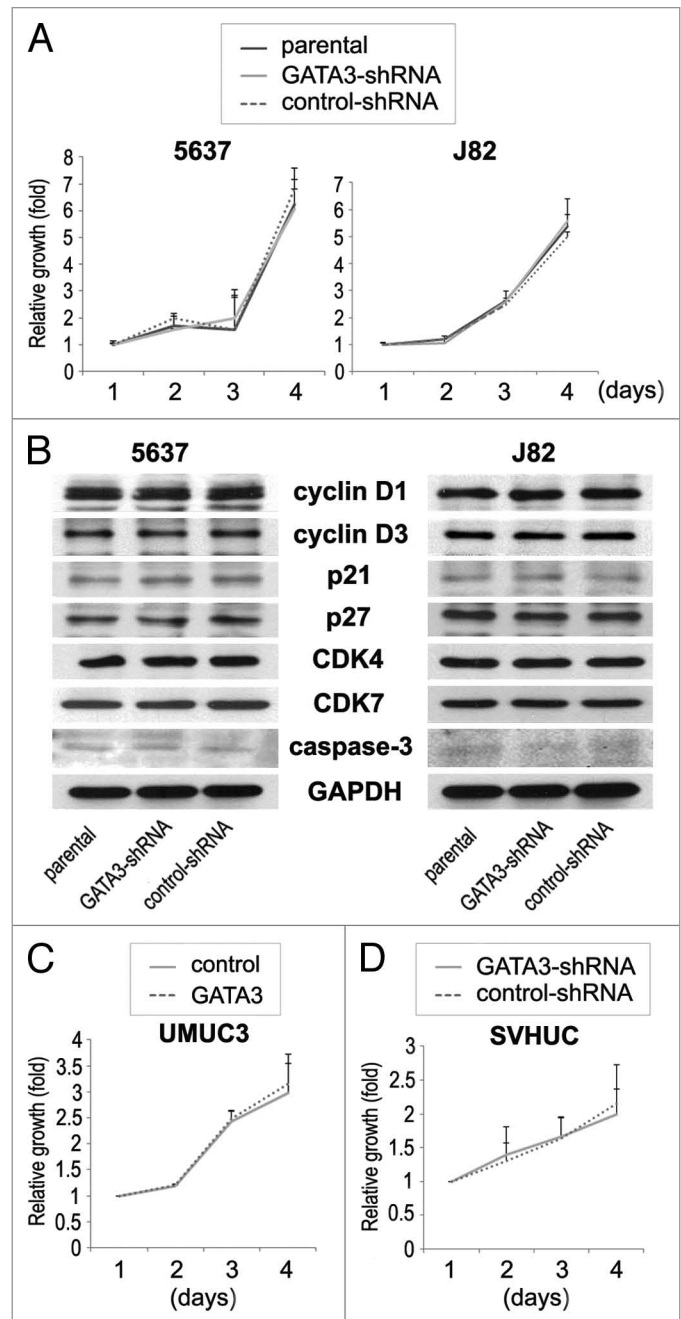 A
parental
GATA3-shRNA
control-shRNA
5637
J82
Relative growth (fold)
8
7
6
5
4
3
2
1
0
1 2 3 4
7
6
5
4
3
2
1
0
1 2 3 4 (days)
B
5637
J82
cyclin D1
cyclin D3
p21
p27
CDK4
CDK7
caspase-3
GAPDH
parental
GATA3-shRNA
control-shRNA
parental
GATA3-shRNA
control-shRNA
C
control
GATA3
UMUC3
Relative growth (fold)
4
3.5
3
2.5
2
1.5
1
0.5
0
1 2 3 4
(days)
D
GATA3-shRNA
control-shRNA
SVHUC
Relative growth (fold)
3
2.5
2
1.5
1
0.5
0
1 2 3 4
(days)